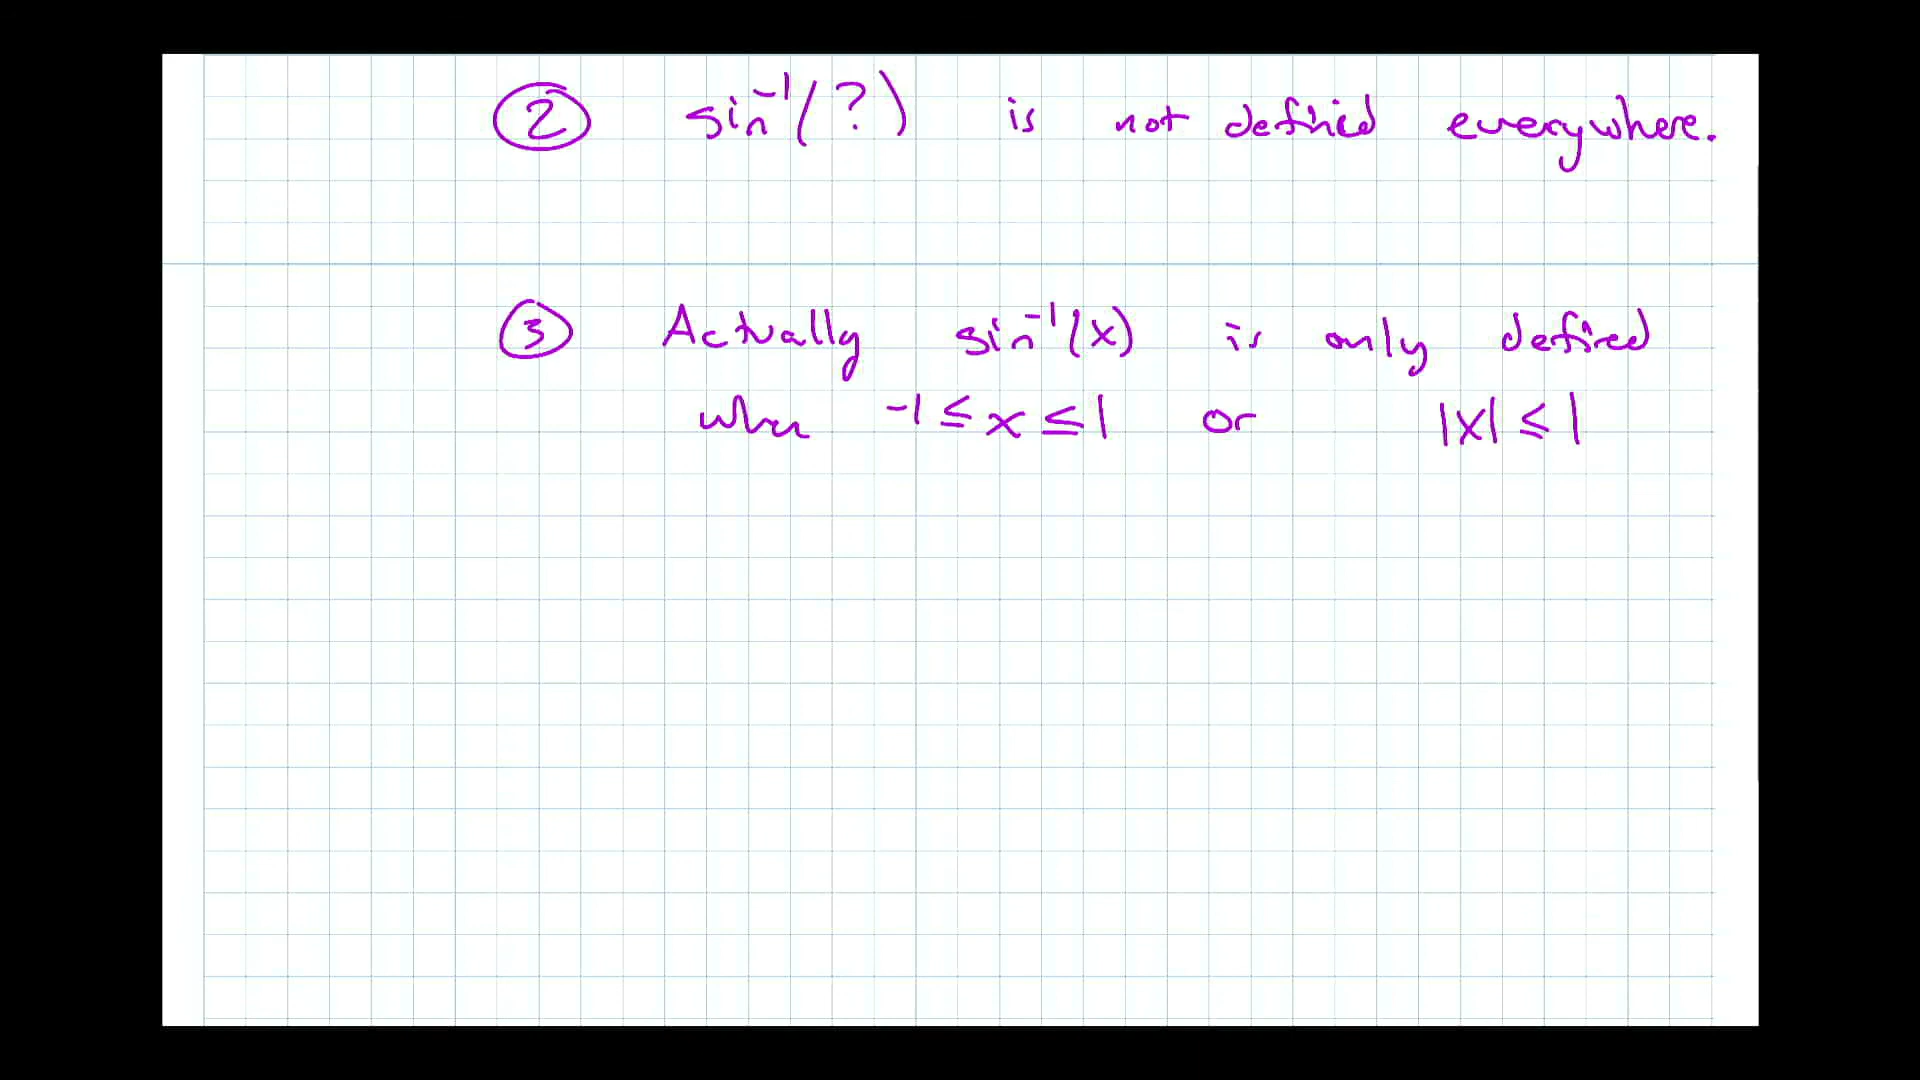 ② sin⁻¹(?) is not defined everywhere.
③ Actually sin⁻¹(x) is only defined
when -1 ≤ x ≤ 1 or |x| ≤ 1